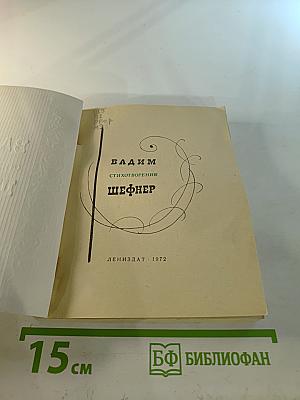 ВАДИМ
СТИХОТВОРЕНИЯ
ШЕФНЕР
ЛЕНИЗДАТ · 1972
15 см
БФ БИБЛИОФАН